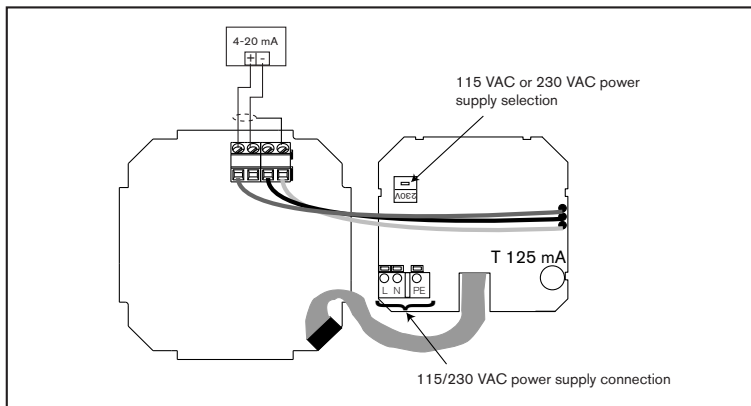 4-20 mA
+ -
115 VAC or 230 VAC power
supply selection
230V
T 125 mA
L N PE
115/230 VAC power supply connection